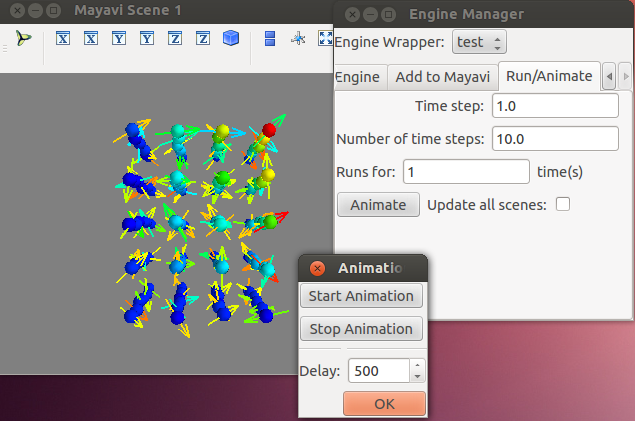 Mayavi Scene 1
X X Y Y Z Z
Engine Manager
Engine Wrapper: test
Engine Add to Mayavi Run/Animate
Time step: 1.0
Number of time steps: 10.0
Runs for: 1 time(s)
Animate Update all scenes:
Animatio
Start Animation
Stop Animation
Delay: 500
OK